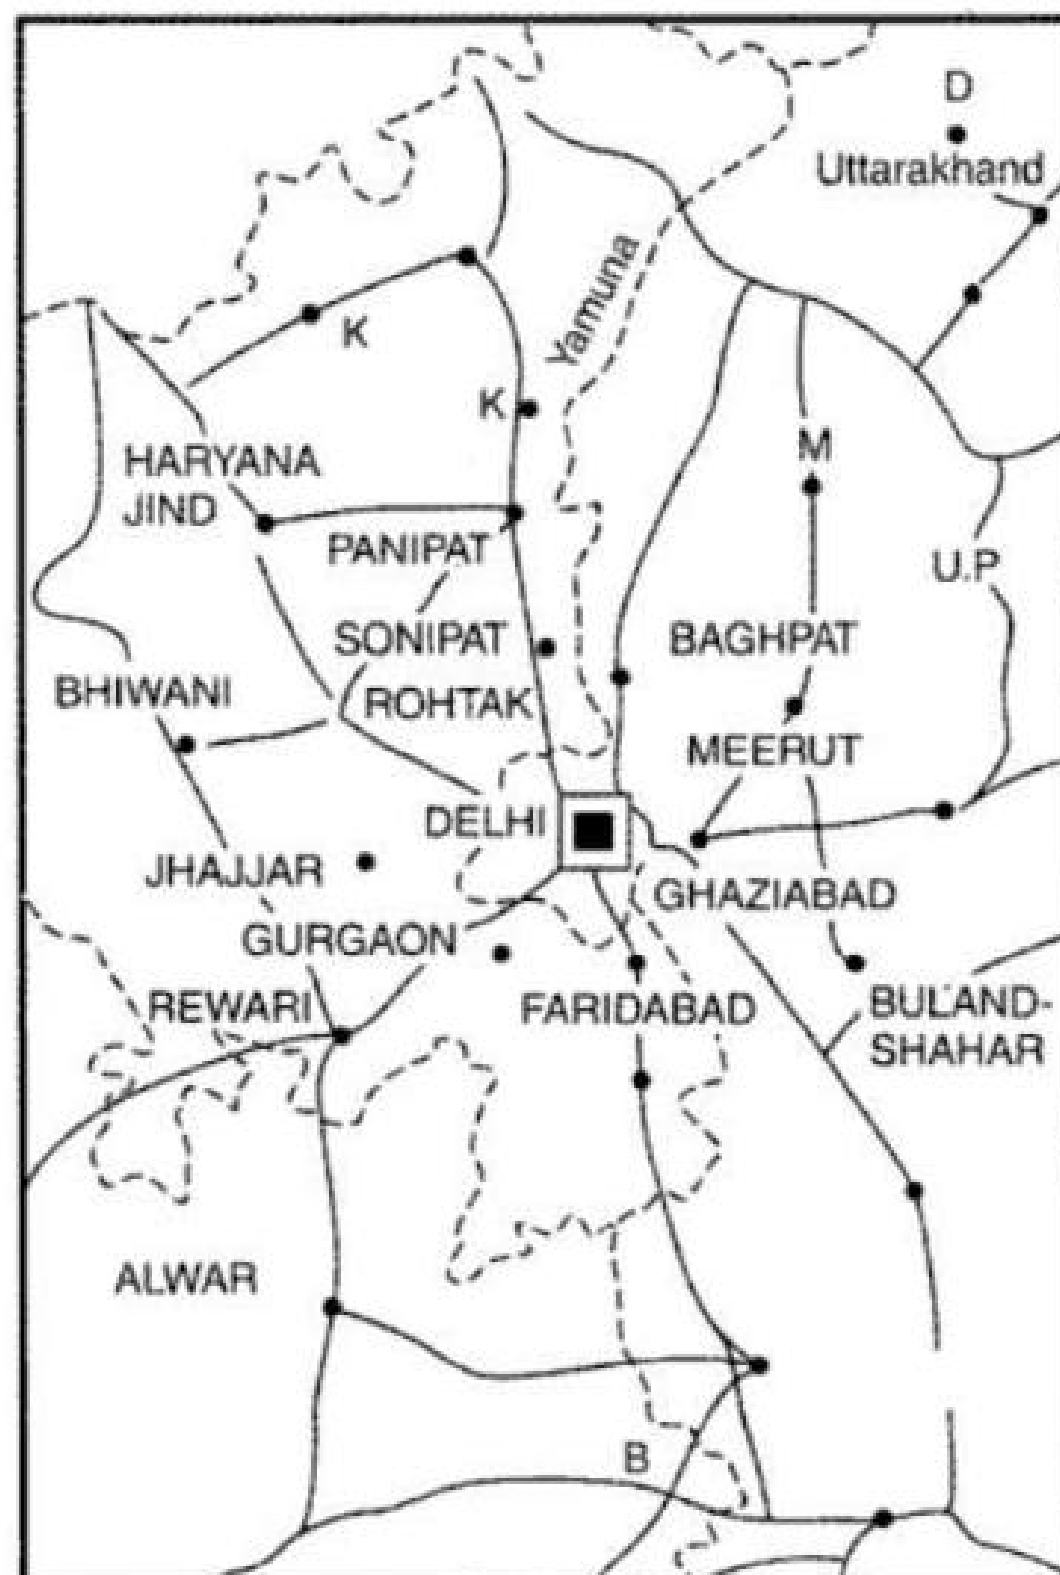 D
Uttarakhand
Yamuna
K
K
M
HARYANA
JIND
PANIPAT
U.P
SONIPAT
BAGHPAT
BHIWANI
ROHTAK
MEERUT
DELHI
JHAJJAR
GHAZIABAD
GURGAON
REWARI
FARIDABAD
BULAND-
SHAHAR
ALWAR
B